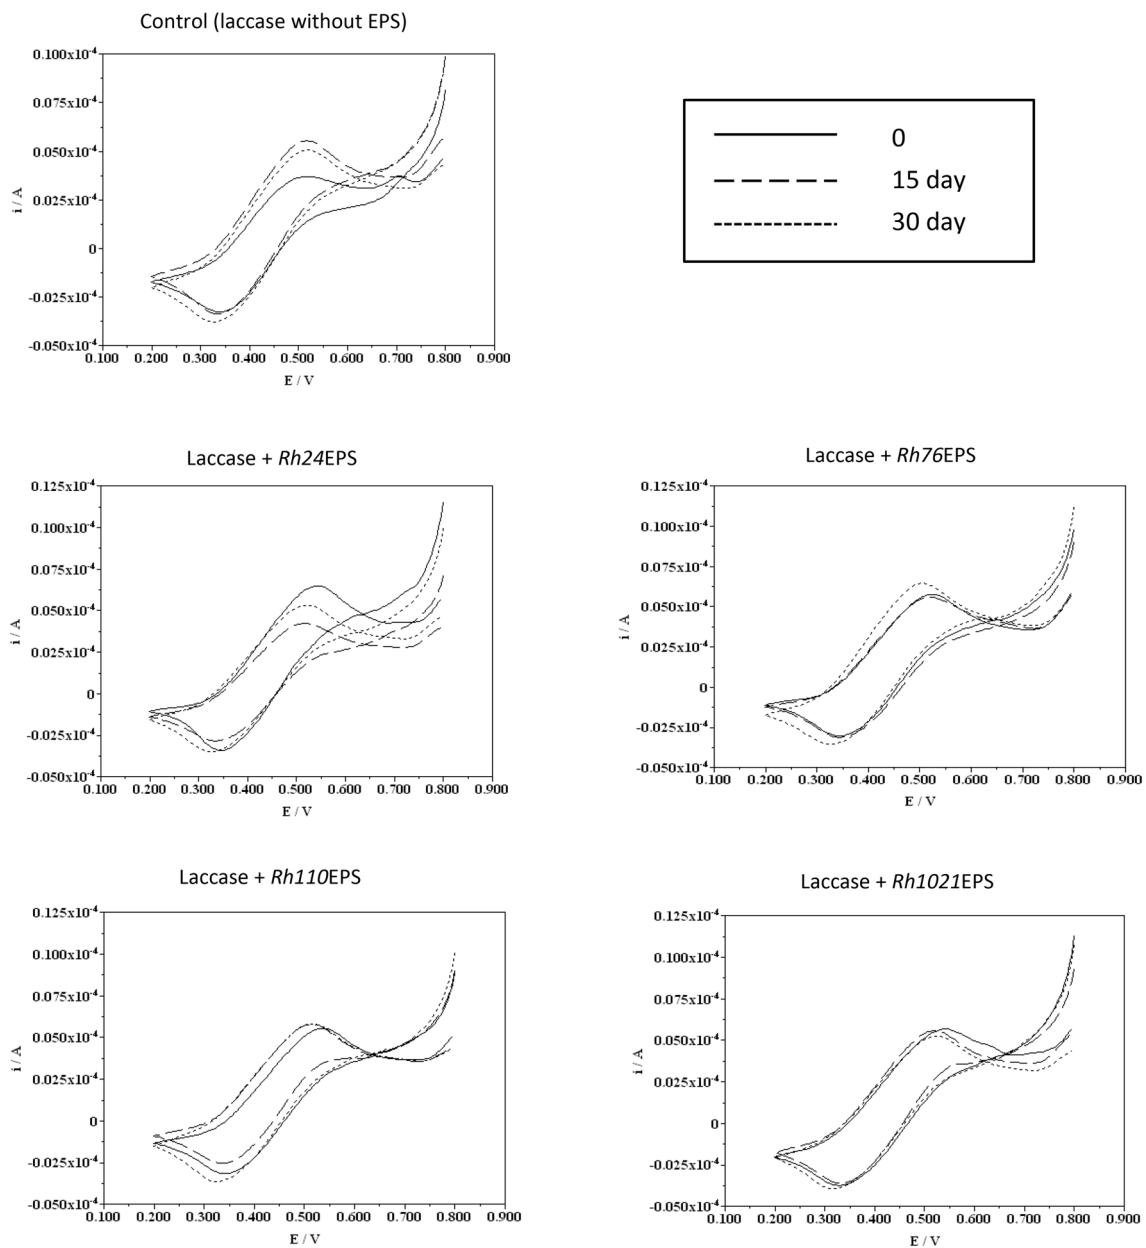 Control (laccase without EPS)
0.100x10⁻⁴
0.075x10⁻⁴
0.050x10⁻⁴
0.025x10⁻⁴
0
-0.025x10⁻⁴
-0.050x10⁻⁴
i / A
0.100 0.200 0.300 0.400 0.500 0.600 0.700 0.800 0.900
E / V
0
15 day
30 day
Laccase + Rh24EPS
0.125x10⁻⁴
0.100x10⁻⁴
0.075x10⁻⁴
0.050x10⁻⁴
0.025x10⁻⁴
0
-0.025x10⁻⁴
-0.050x10⁻⁴
i / A
0.100 0.200 0.300 0.400 0.500 0.600 0.700 0.800 0.900
E / V
Laccase + Rh76EPS
0.125x10⁻⁴
0.100x10⁻⁴
0.075x10⁻⁴
0.050x10⁻⁴
0.025x10⁻⁴
0
-0.025x10⁻⁴
-0.050x10⁻⁴
i / A
0.100 0.200 0.300 0.400 0.500 0.600 0.700 0.800 0.900
E / V
Laccase + Rh110EPS
0.125x10⁻⁴
0.100x10⁻⁴
0.075x10⁻⁴
0.050x10⁻⁴
0.025x10⁻⁴
0
-0.025x10⁻⁴
-0.050x10⁻⁴
i / A
0.100 0.200 0.300 0.400 0.500 0.600 0.700 0.800 0.900
E / V
Laccase + Rh1021EPS
0.125x10⁻⁴
0.100x10⁻⁴
0.075x10⁻⁴
0.050x10⁻⁴
0.025x10⁻⁴
0
-0.025x10⁻⁴
-0.050x10⁻⁴
i / A
0.100 0.200 0.300 0.400 0.500 0.600 0.700 0.800 0.900
E / V